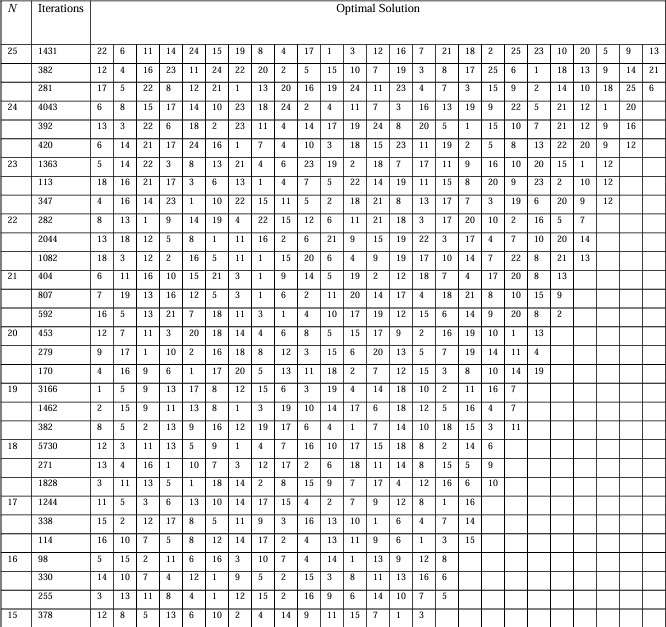 N Iterations Optimal Solution
25 1431 22 6 11 14 24 15 19 8 4 17 1 3 12 16 7 21 18 2 25 23 10 20 5 9 13
382 12 4 16 23 11 24 22 20 2 5 15 10 7 19 3 8 17 25 6 1 18 13 9 14 21
281 17 5 22 8 12 21 1 13 20 16 19 24 11 23 4 7 3 15 9 2 14 10 18 25 6
24 4043 6 8 15 17 14 10 23 18 24 2 4 11 7 3 16 13 19 9 22 5 21 12 1 20
392 13 3 22 6 18 2 23 11 4 14 17 19 24 8 20 5 1 15 10 7 21 12 9 16
420 6 14 21 17 24 16 1 7 4 10 3 18 15 23 11 19 2 5 8 13 22 20 9 12
23 1363 5 14 22 3 8 13 21 4 6 23 19 2 18 7 17 11 9 16 10 20 15 1 12
113 18 16 21 17 3 6 13 1 4 7 5 22 14 19 11 15 8 20 9 23 2 10 12
347 4 16 14 23 1 10 22 15 11 5 2 18 21 8 13 17 7 3 19 6 20 9 12
22 282 8 13 1 9 14 19 4 22 15 12 6 11 21 18 3 17 20 10 2 16 5 7
2044 13 18 12 5 8 1 11 16 2 6 21 9 15 19 22 3 17 4 7 10 20 14
1082 18 3 12 2 16 5 11 1 15 20 6 4 9 19 17 10 14 7 22 8 21 13
21 404 6 11 16 10 15 21 3 1 9 14 5 19 2 12 18 7 4 17 20 8 13
807 7 19 13 16 12 5 3 1 6 2 11 20 14 17 4 18 21 8 10 15 9
592 16 5 13 21 7 18 11 3 1 4 10 17 19 12 15 6 14 9 20 8 2
20 453 12 7 11 3 20 18 14 4 6 8 5 15 17 9 2 16 19 10 1 13
279 9 17 1 10 2 16 18 8 12 3 15 6 20 13 5 7 19 14 11 4
170 4 16 9 6 1 17 20 5 13 11 18 2 7 12 15 3 8 10 14 19
19 3166 1 5 9 13 17 8 12 15 6 3 19 4 14 18 10 2 11 16 7
1462 2 15 9 11 13 8 1 3 19 10 14 17 6 18 12 5 16 4 7
382 8 5 2 13 9 16 12 19 17 6 4 1 7 14 10 18 15 3 11
18 5730 12 3 11 13 5 9 1 4 7 16 10 17 15 18 8 2 14 6
271 13 4 16 1 10 7 3 12 17 2 6 18 11 14 8 15 5 9
1828 3 11 13 5 1 18 14 2 8 15 9 7 17 4 12 16 6 10
17 1244 11 5 3 6 13 10 14 17 15 4 2 7 9 12 8 1 16
338 15 2 12 17 8 5 11 9 3 16 13 10 1 6 4 7 14
114 16 10 7 5 8 12 14 17 2 4 13 11 9 6 1 3 15
16 98 5 15 2 11 6 16 3 10 7 4 14 1 13 9 12 8
330 14 10 7 4 12 1 9 5 2 15 3 8 11 13 16 6
255 3 13 11 8 4 1 12 15 2 16 9 6 14 10 7 5
15 378 12 8 5 13 6 10 2 4 14 9 11 15 7 1 3